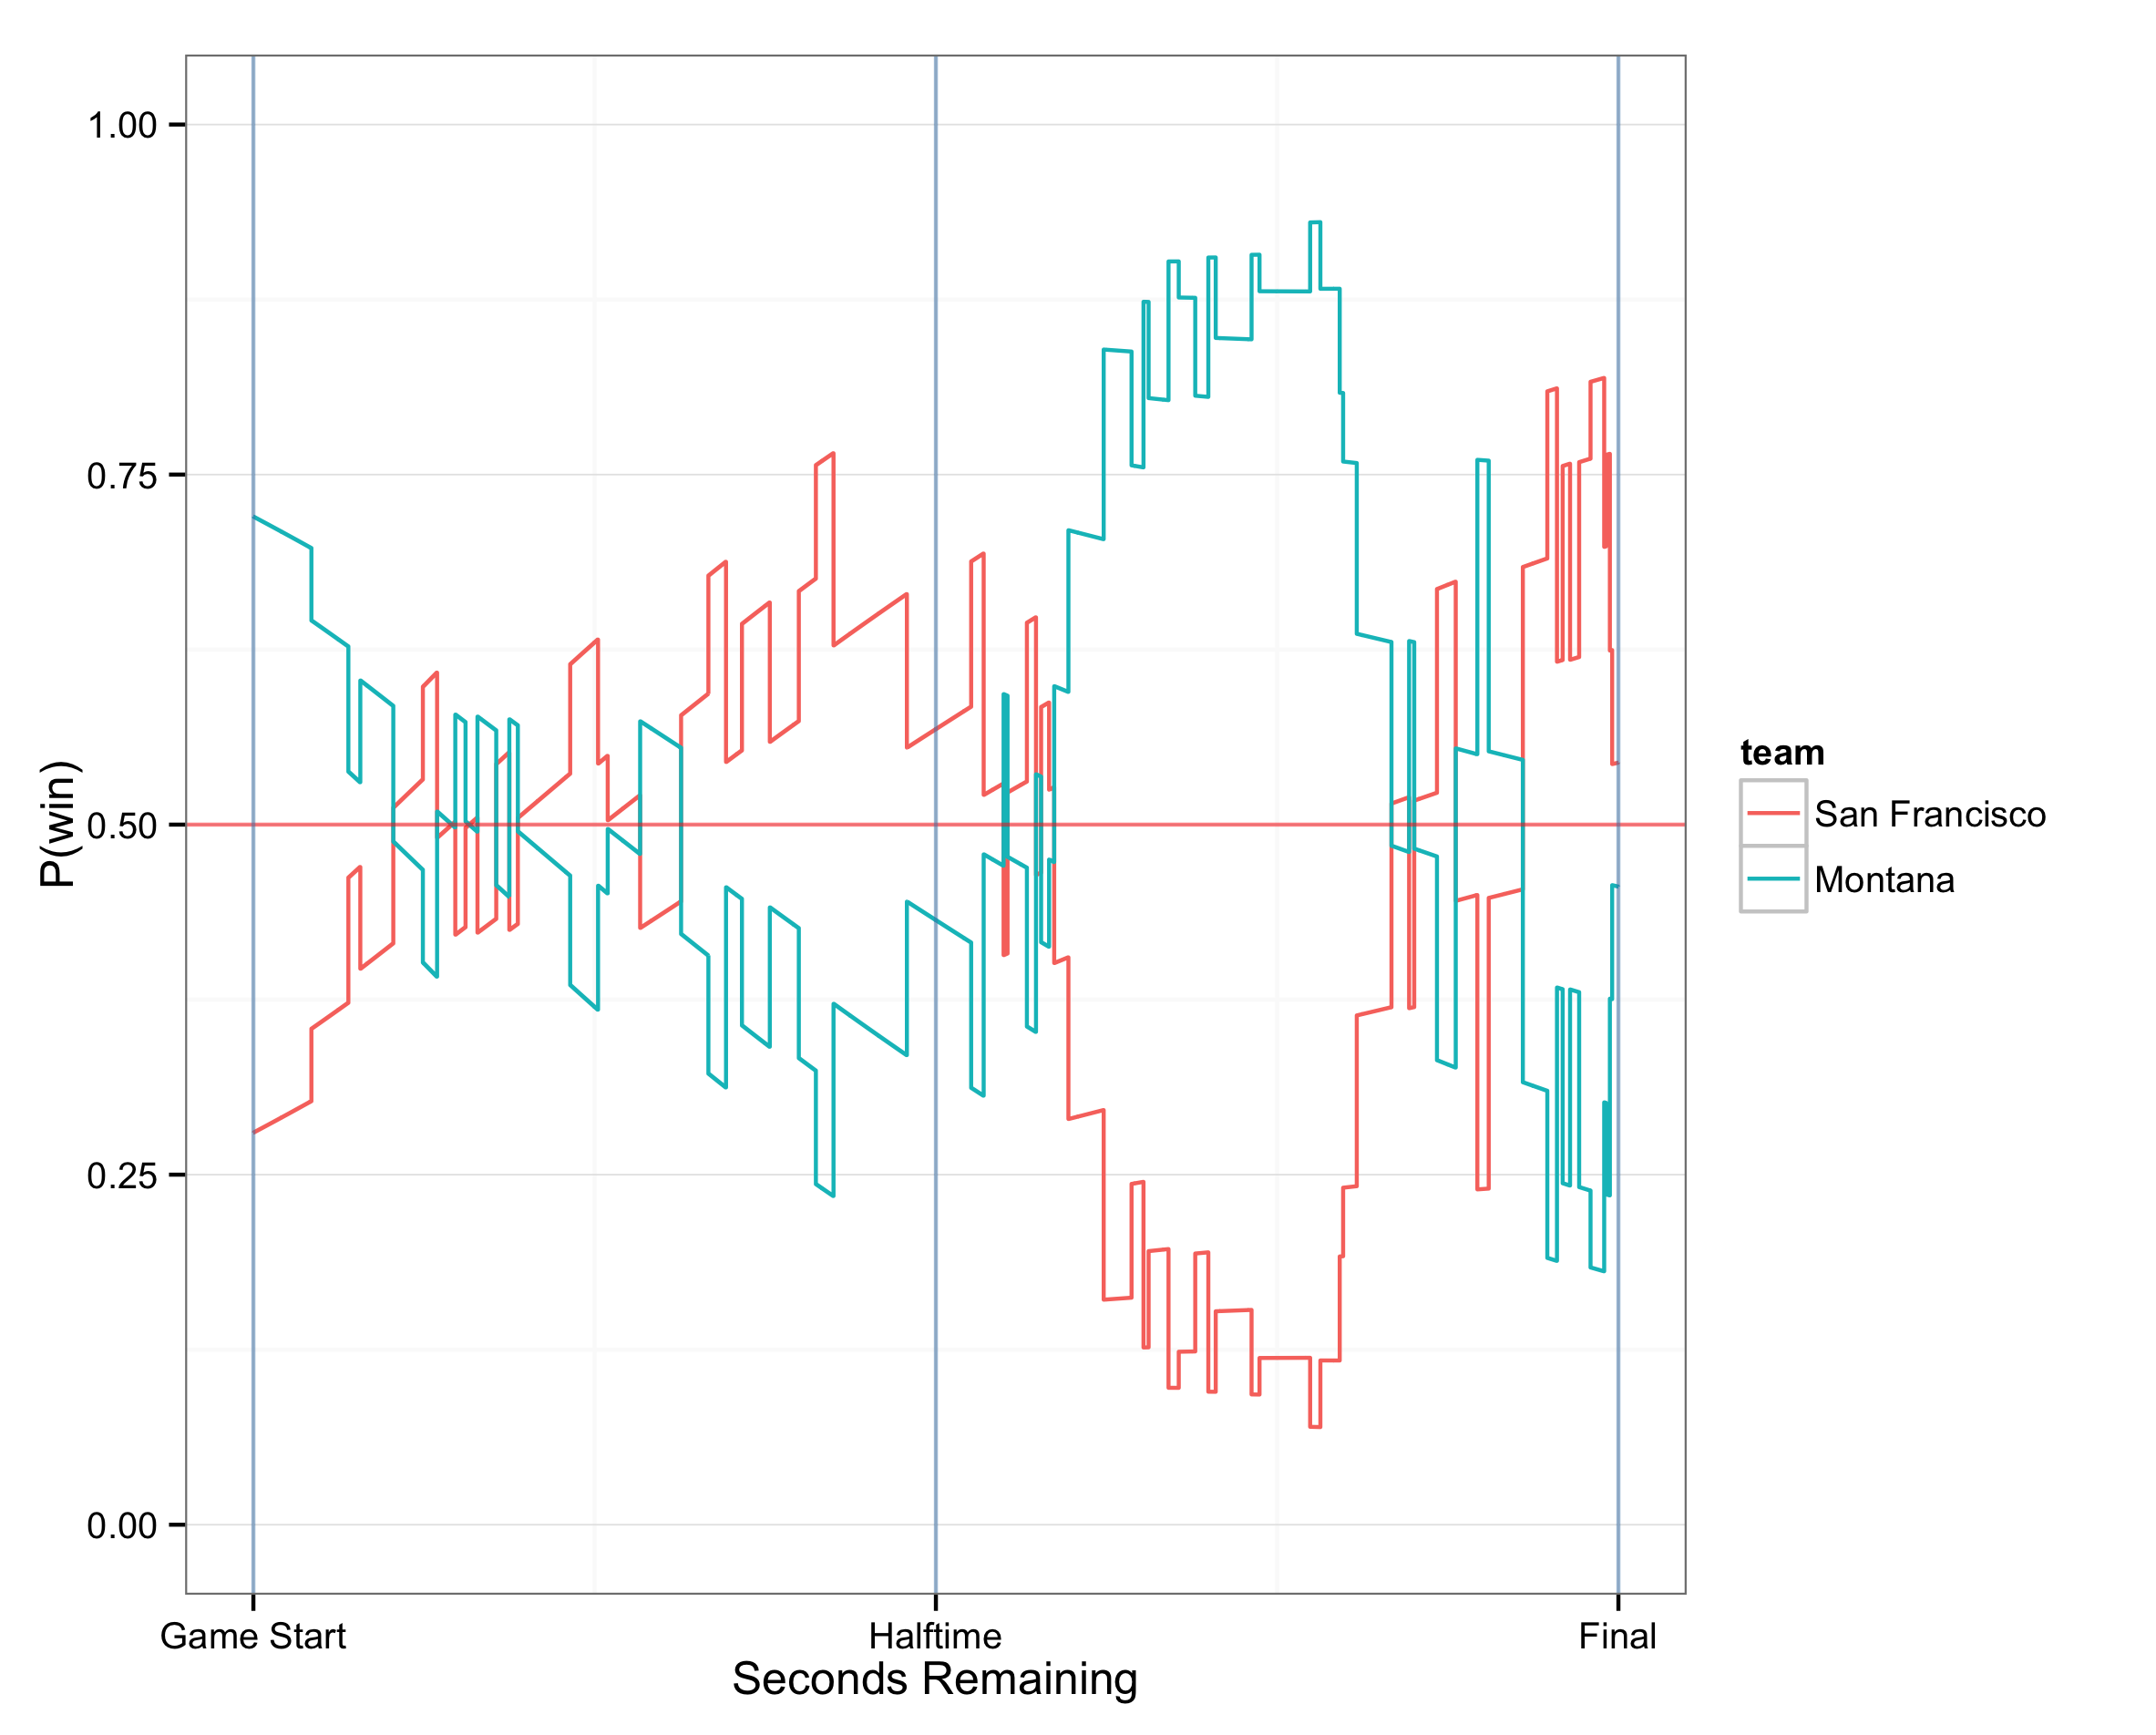 P(win)
1.00
0.75
0.50
0.25
0.00
Game Start
Halftime
Final
Seconds Remaining
team
San Francisco
Montana